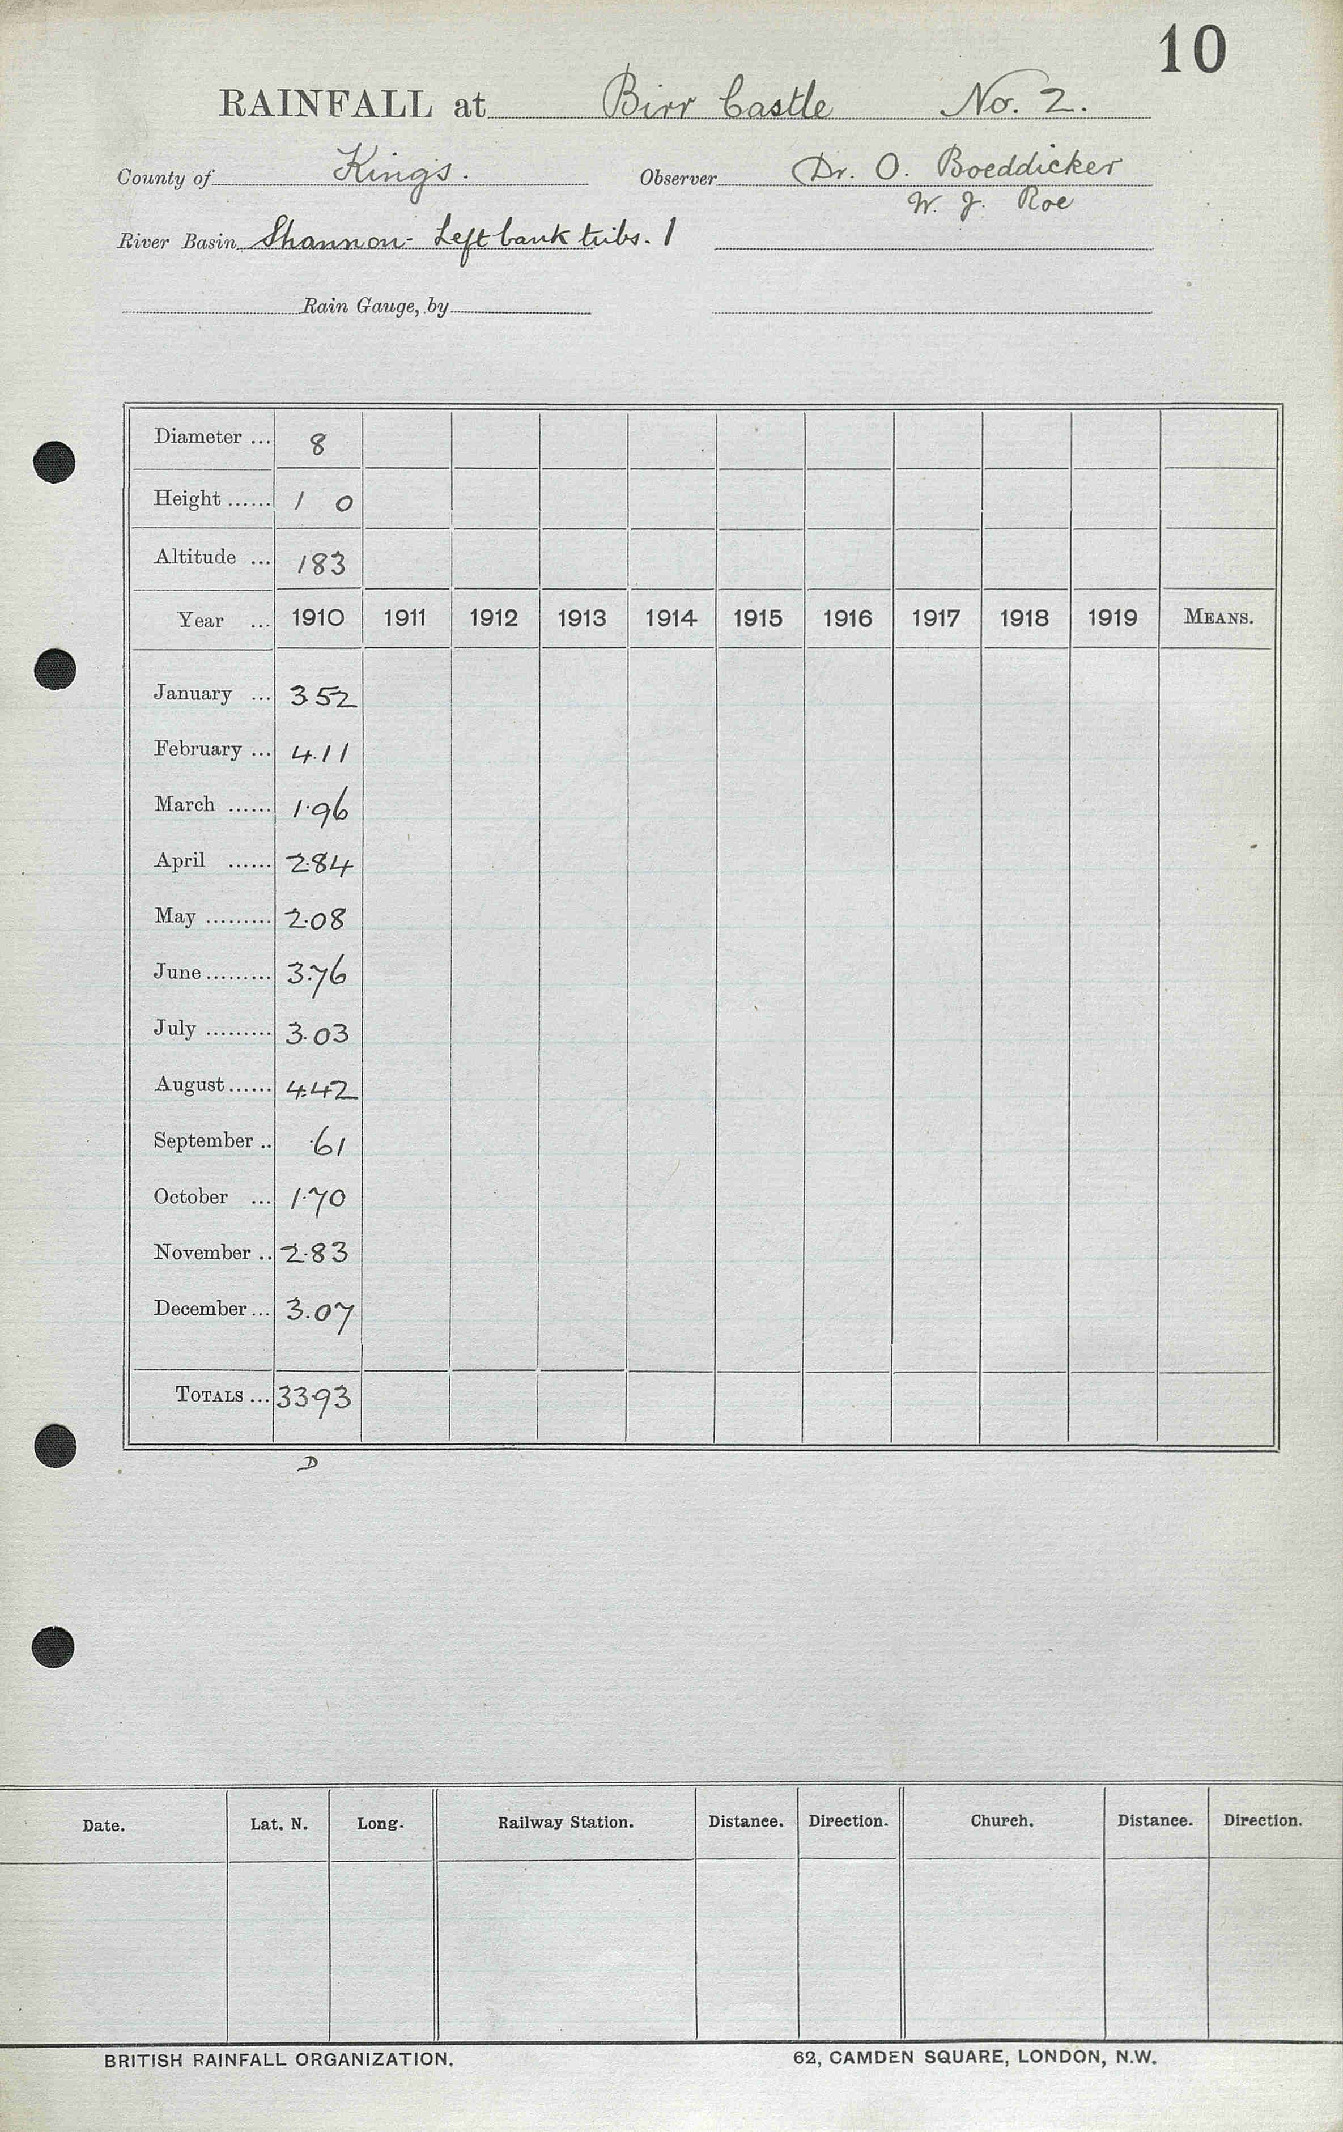 10
RAINFALL at Birr Castle No. 2.
County of Kings. Observer Dr. O. Boeddicker
W. J. Roe
River Basin Shannon - Left bank tribs. 1
Rain Gauge, by
Diameter ... 8
Height ...... 1 0
Altitude ... 183
Year ... 1910 1911 1912 1913 1914 1915 1916 1917 1918 1919 MEANS.
January ... 3.52
February ... 4.11
March ...... 1.96
April ...... 2.84
May ......... 2.08
June ......... 3.76
July ......... 3.03
August ...... 4.42
September .. .61
October ... 1.70
November .. 2.83
December ... 3.07
TOTALS ... 33.93
D
Date. Lat. N. Long. Railway Station. Distance. Direction. Church. Distance. Direction.
BRITISH RAINFALL ORGANIZATION. 62, CAMDEN SQUARE, LONDON, N.W.